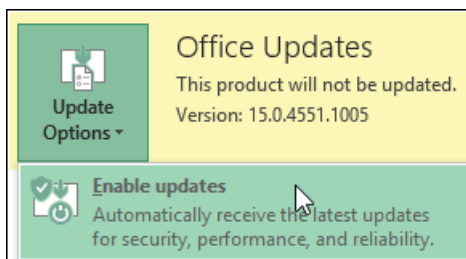 Update
Options
Office Updates
This product will not be updated.
Version: 15.0.4551.1005
Enable updates
Automatically receive the latest updates
for security, performance, and reliability.